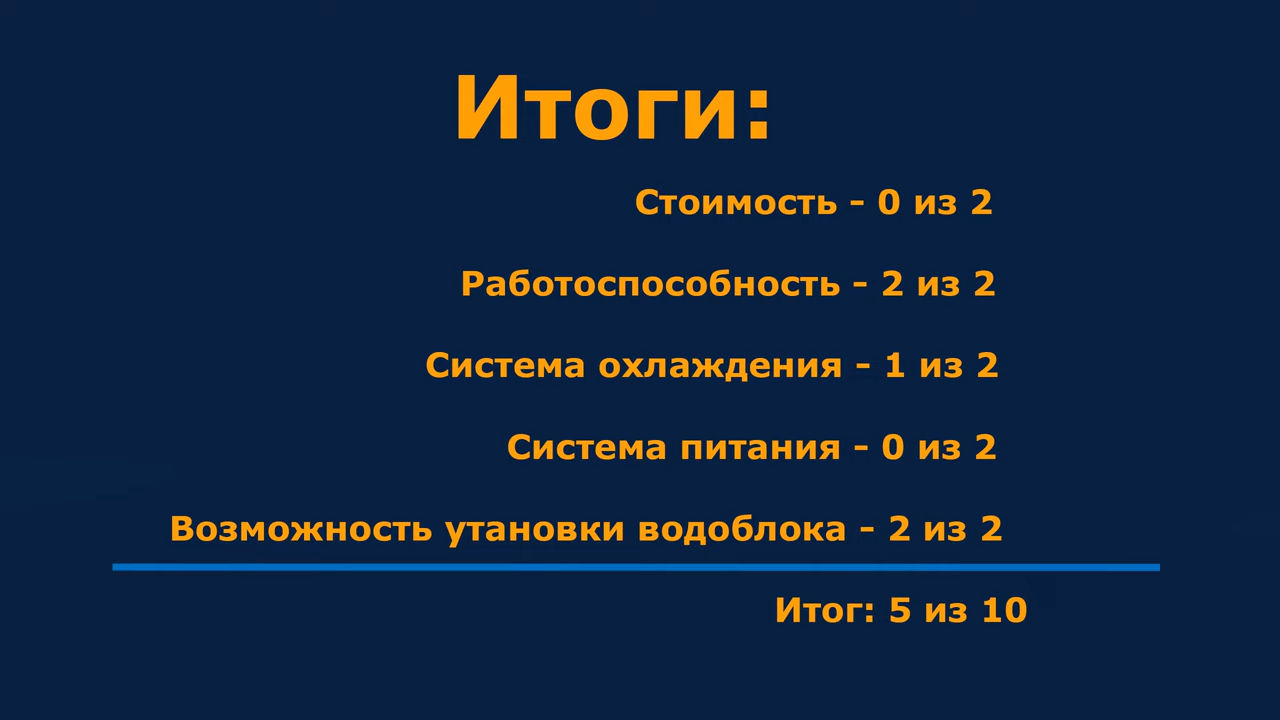 Итоги:
Стоимость - 0 из 2
Работоспособность - 2 из 2
Система охлаждения - 1 из 2
Система питания - 0 из 2
Возможность утановки водоблока - 2 из 2
Итог: 5 из 10